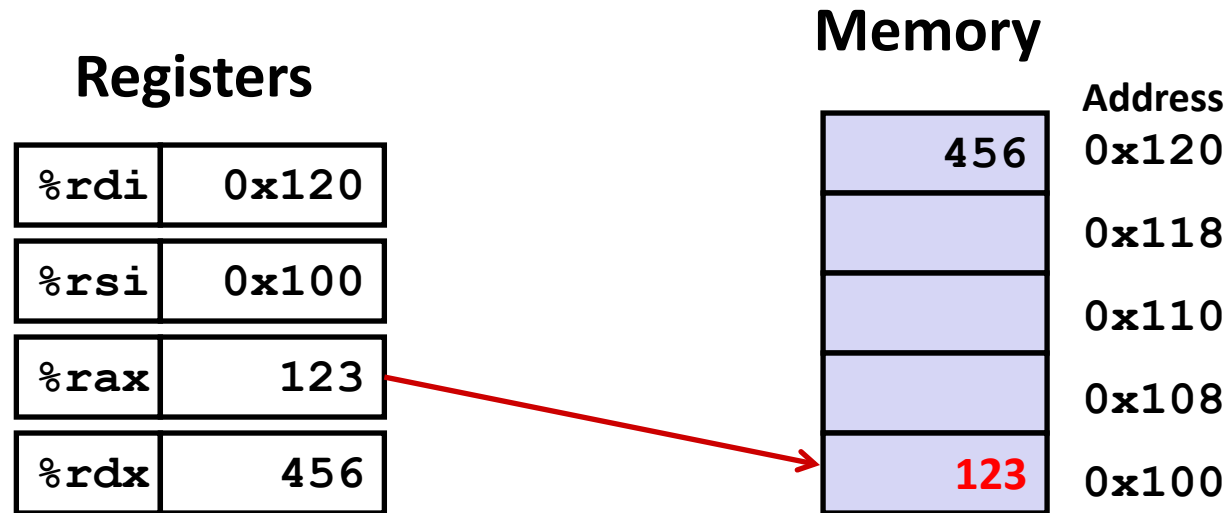 Registers
%rdi 0x120
%rsi 0x100
%rax 123
%rdx 456
Memory
Address
456 0x120
0x118
0x110
0x108
123 0x100